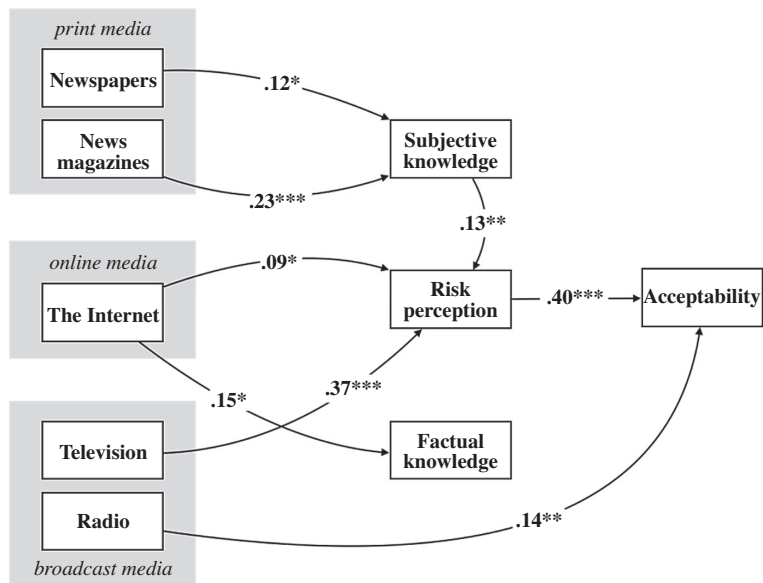 print media
Newspapers
.12*
News
magazines
Subjective
knowledge
.23***
.13**
online media
.09*
The Internet
Risk
perception
.40***
Acceptability
.37***
.15*
Television
Factual
knowledge
Radio
.14**
broadcast media